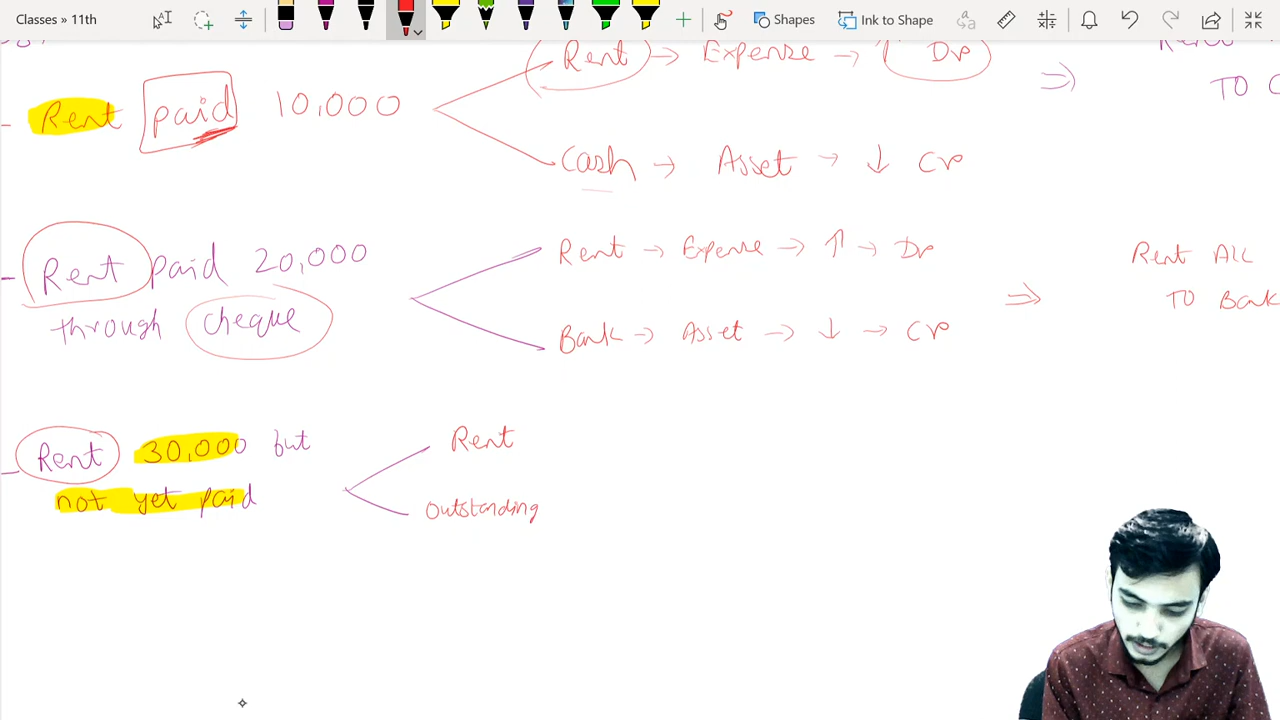 Classes » 11th
Shapes
Ink to Shape
Rent → Expense → ↑ Dr
Rent paid 10,000
⇒
TO C
Cash → Asset → ↓ Cr
Rent paid 20,000
through cheque
Rent → Expense → ↑ → Dr
Bank → Asset → ↓ → Cr
⇒
Rent A/c
TO Bank
Rent 30,000 but
not yet paid
Rent
Outstanding